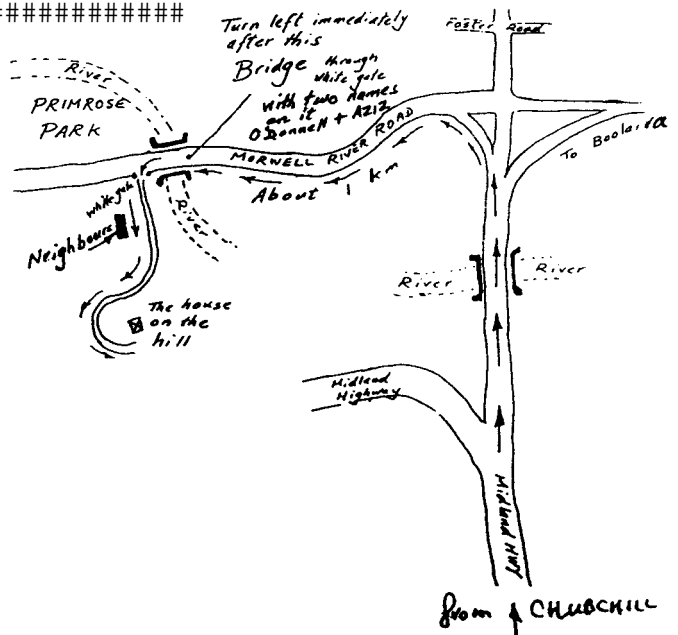 ############
Turn left immediately
after this
Bridge through
white gate
with two names
on it
O'Donnell + AZIZ
Foster Road
River
PRIMROSE
PARK
MORWELL RIVER ROAD
To Boolarra
About 1 km
white gate
River
Neighbours
River
River
The house
on the
hill
Midland
Highway
Midland HWY
from CHURCHILL